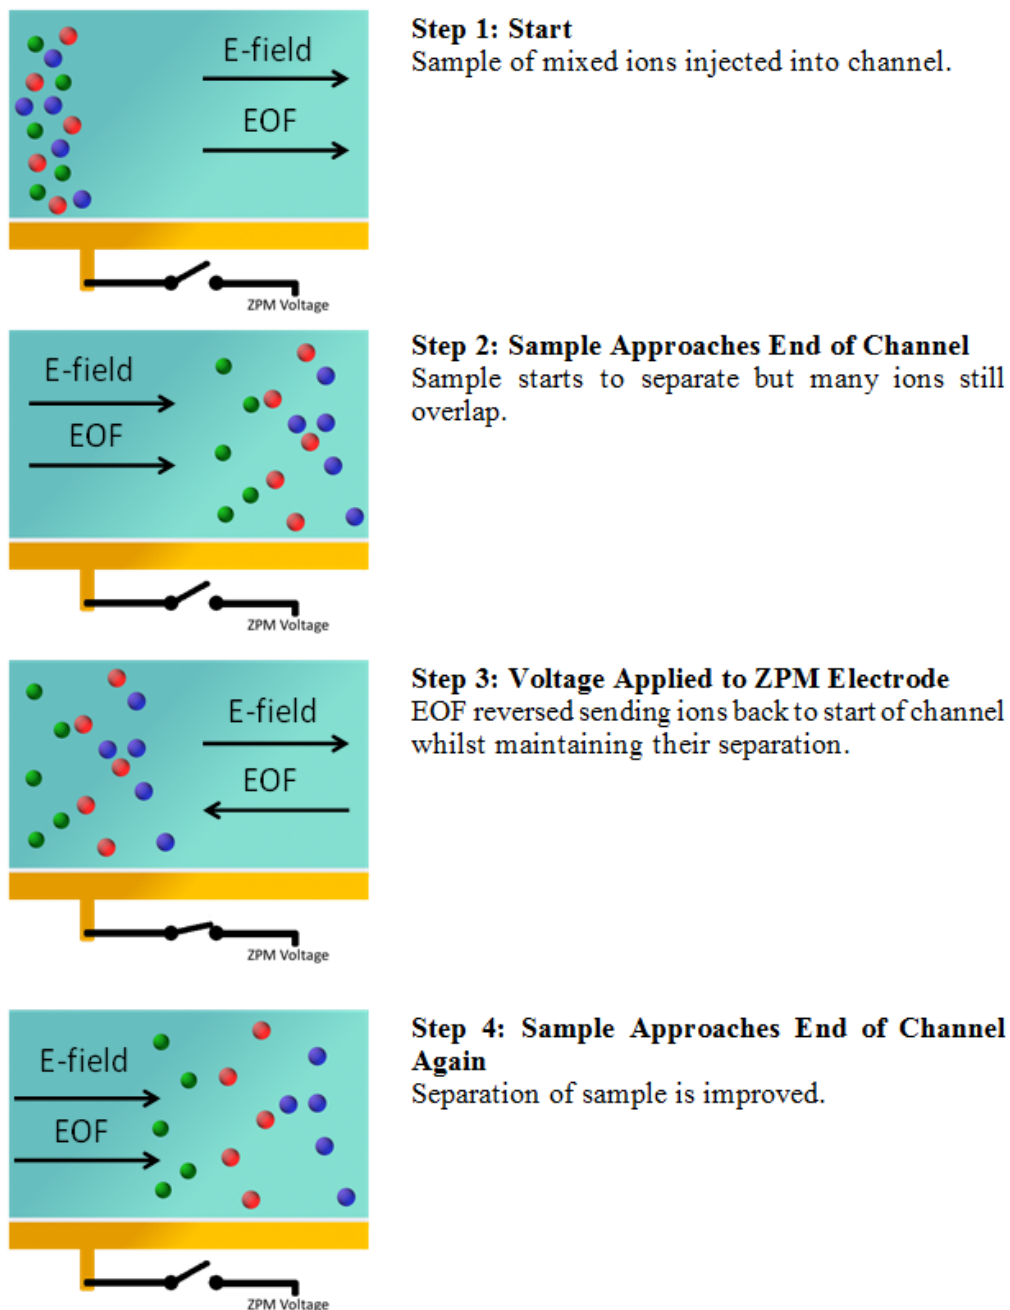 E-field
EOF
ZPM Voltage
Step 1: Start
Sample of mixed ions injected into channel.
E-field
EOF
ZPM Voltage
Step 2: Sample Approaches End of Channel
Sample starts to separate but many ions still
overlap.
E-field
EOF
ZPM Voltage
Step 3: Voltage Applied to ZPM Electrode
EOF reversed sending ions back to start of channel
whilst maintaining their separation.
E-field
EOF
ZPM Voltage
Step 4: Sample Approaches End of Channel
Again
Separation of sample is improved.